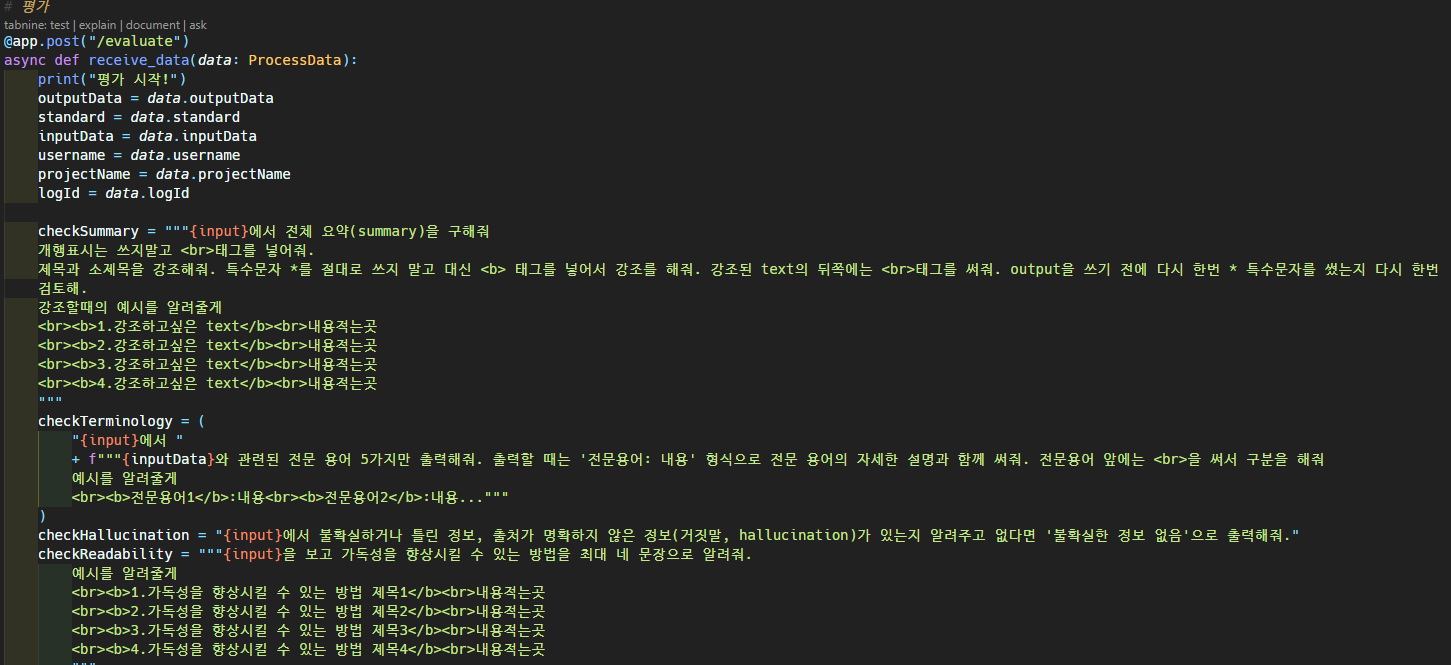 # 평가
tabnine: test | explain | document | ask
@app.post("/evaluate")
async def receive_data(data: ProcessData):
print("평가 시작!")
outputData = data.outputData
standard = data.standard
inputData = data.inputData
username = data.username
projectName = data.projectName
logId = data.logId
checkSummary = """{input}에서 전체 요약(summary)을 구해줘
개행표시는 쓰지말고 <br>태그를 넣어줘.
제목과 소제목을 강조해줘. 특수문자 *를 절대로 쓰지 말고 대신 <b> 태그를 넣어서 강조를 해줘. 강조된 text의 뒤쪽에는 <br>태그를 써줘. output을 쓰기 전에 다시 한번 * 특수문자를 썼는지 다시 한번
검토해.
강조할때의 예시를 알려줄게
<br><b>1.강조하고싶은 text</b><br>내용적는곳
<br><b>2.강조하고싶은 text</b><br>내용적는곳
<br><b>3.강조하고싶은 text</b><br>내용적는곳
<br><b>4.강조하고싶은 text</b><br>내용적는곳
"""
checkTerminology = (
"{input}에서 "
+ f"""{inputData}와 관련된 전문 용어 5가지만 출력해줘. 출력할 때는 '전문용어: 내용' 형식으로 전문 용어의 자세한 설명과 함께 써줘. 전문용어 앞에는 <br>을 써서 구분을 해줘
예시를 알려줄게
<br><b>전문용어1</b>:내용<br><b>전문용어2</b>:내용..."""
)
checkHallucination = "{input}에서 불확실하거나 틀린 정보, 출처가 명확하지 않은 정보(거짓말, hallucination)가 있는지 알려주고 없다면 '불확실한 정보 없음'으로 출력해줘."
checkReadability = """{input}을 보고 가독성을 향상시킬 수 있는 방법을 최대 네 문장으로 알려줘.
예시를 알려줄게
<br><b>1.가독성을 향상시킬 수 있는 방법 제목1</b><br>내용적는곳
<br><b>2.가독성을 향상시킬 수 있는 방법 제목2</b><br>내용적는곳
<br><b>3.가독성을 향상시킬 수 있는 방법 제목3</b><br>내용적는곳
<br><b>4.가독성을 향상시킬 수 있는 방법 제목4</b><br>내용적는곳
"""